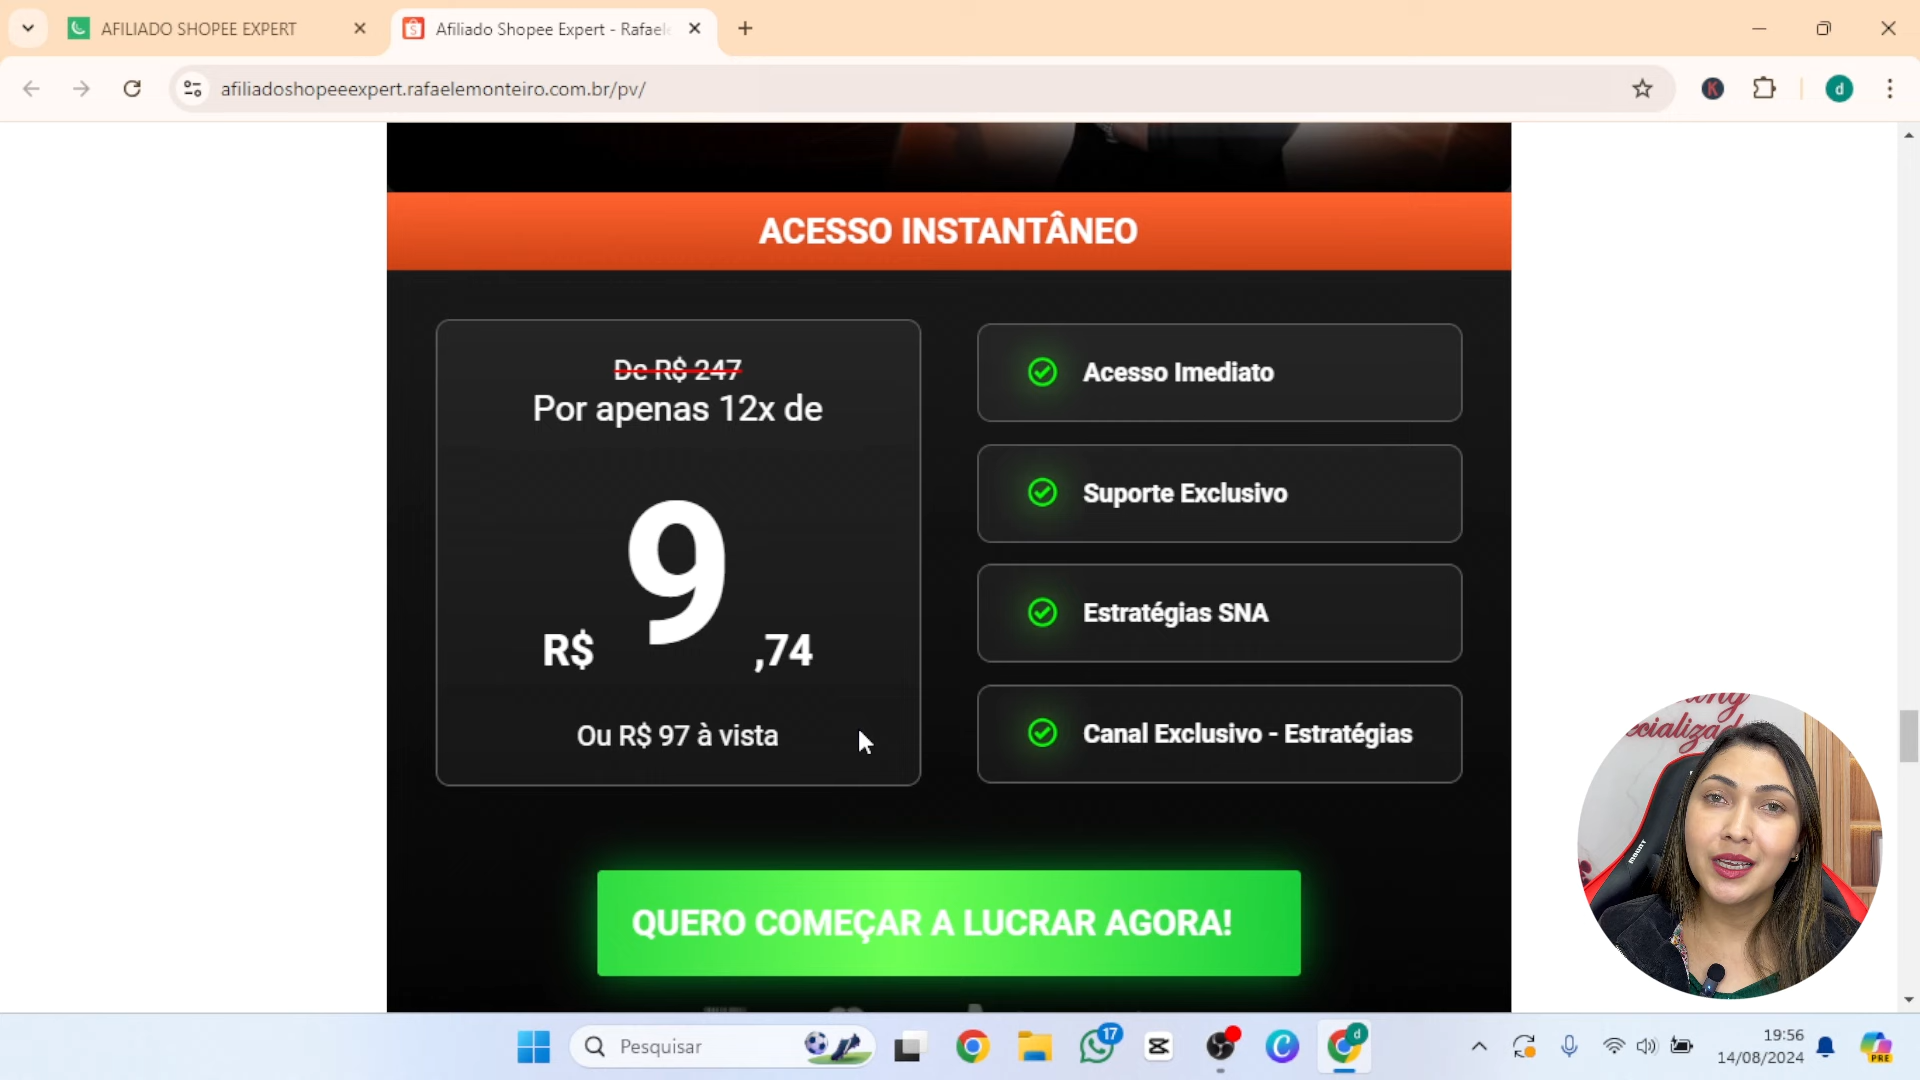 AFILIADO SHOPEE EXPERT
Afiliado Shopee Expert - Rafael
afiliadoshopeeexpert.rafaelemonteiro.com.br/pv/
K
d
ACESSO INSTANTÂNEO
De R$ 247
Por apenas 12x de
R$ 9,74
Ou R$ 97 à vista
Acesso Imediato
Suporte Exclusivo
Estratégias SNA
Canal Exclusivo - Estratégias
QUERO COMEÇAR A LUCRAR AGORA!
Pesquisar
17
d
19:56
14/08/2024
PRE